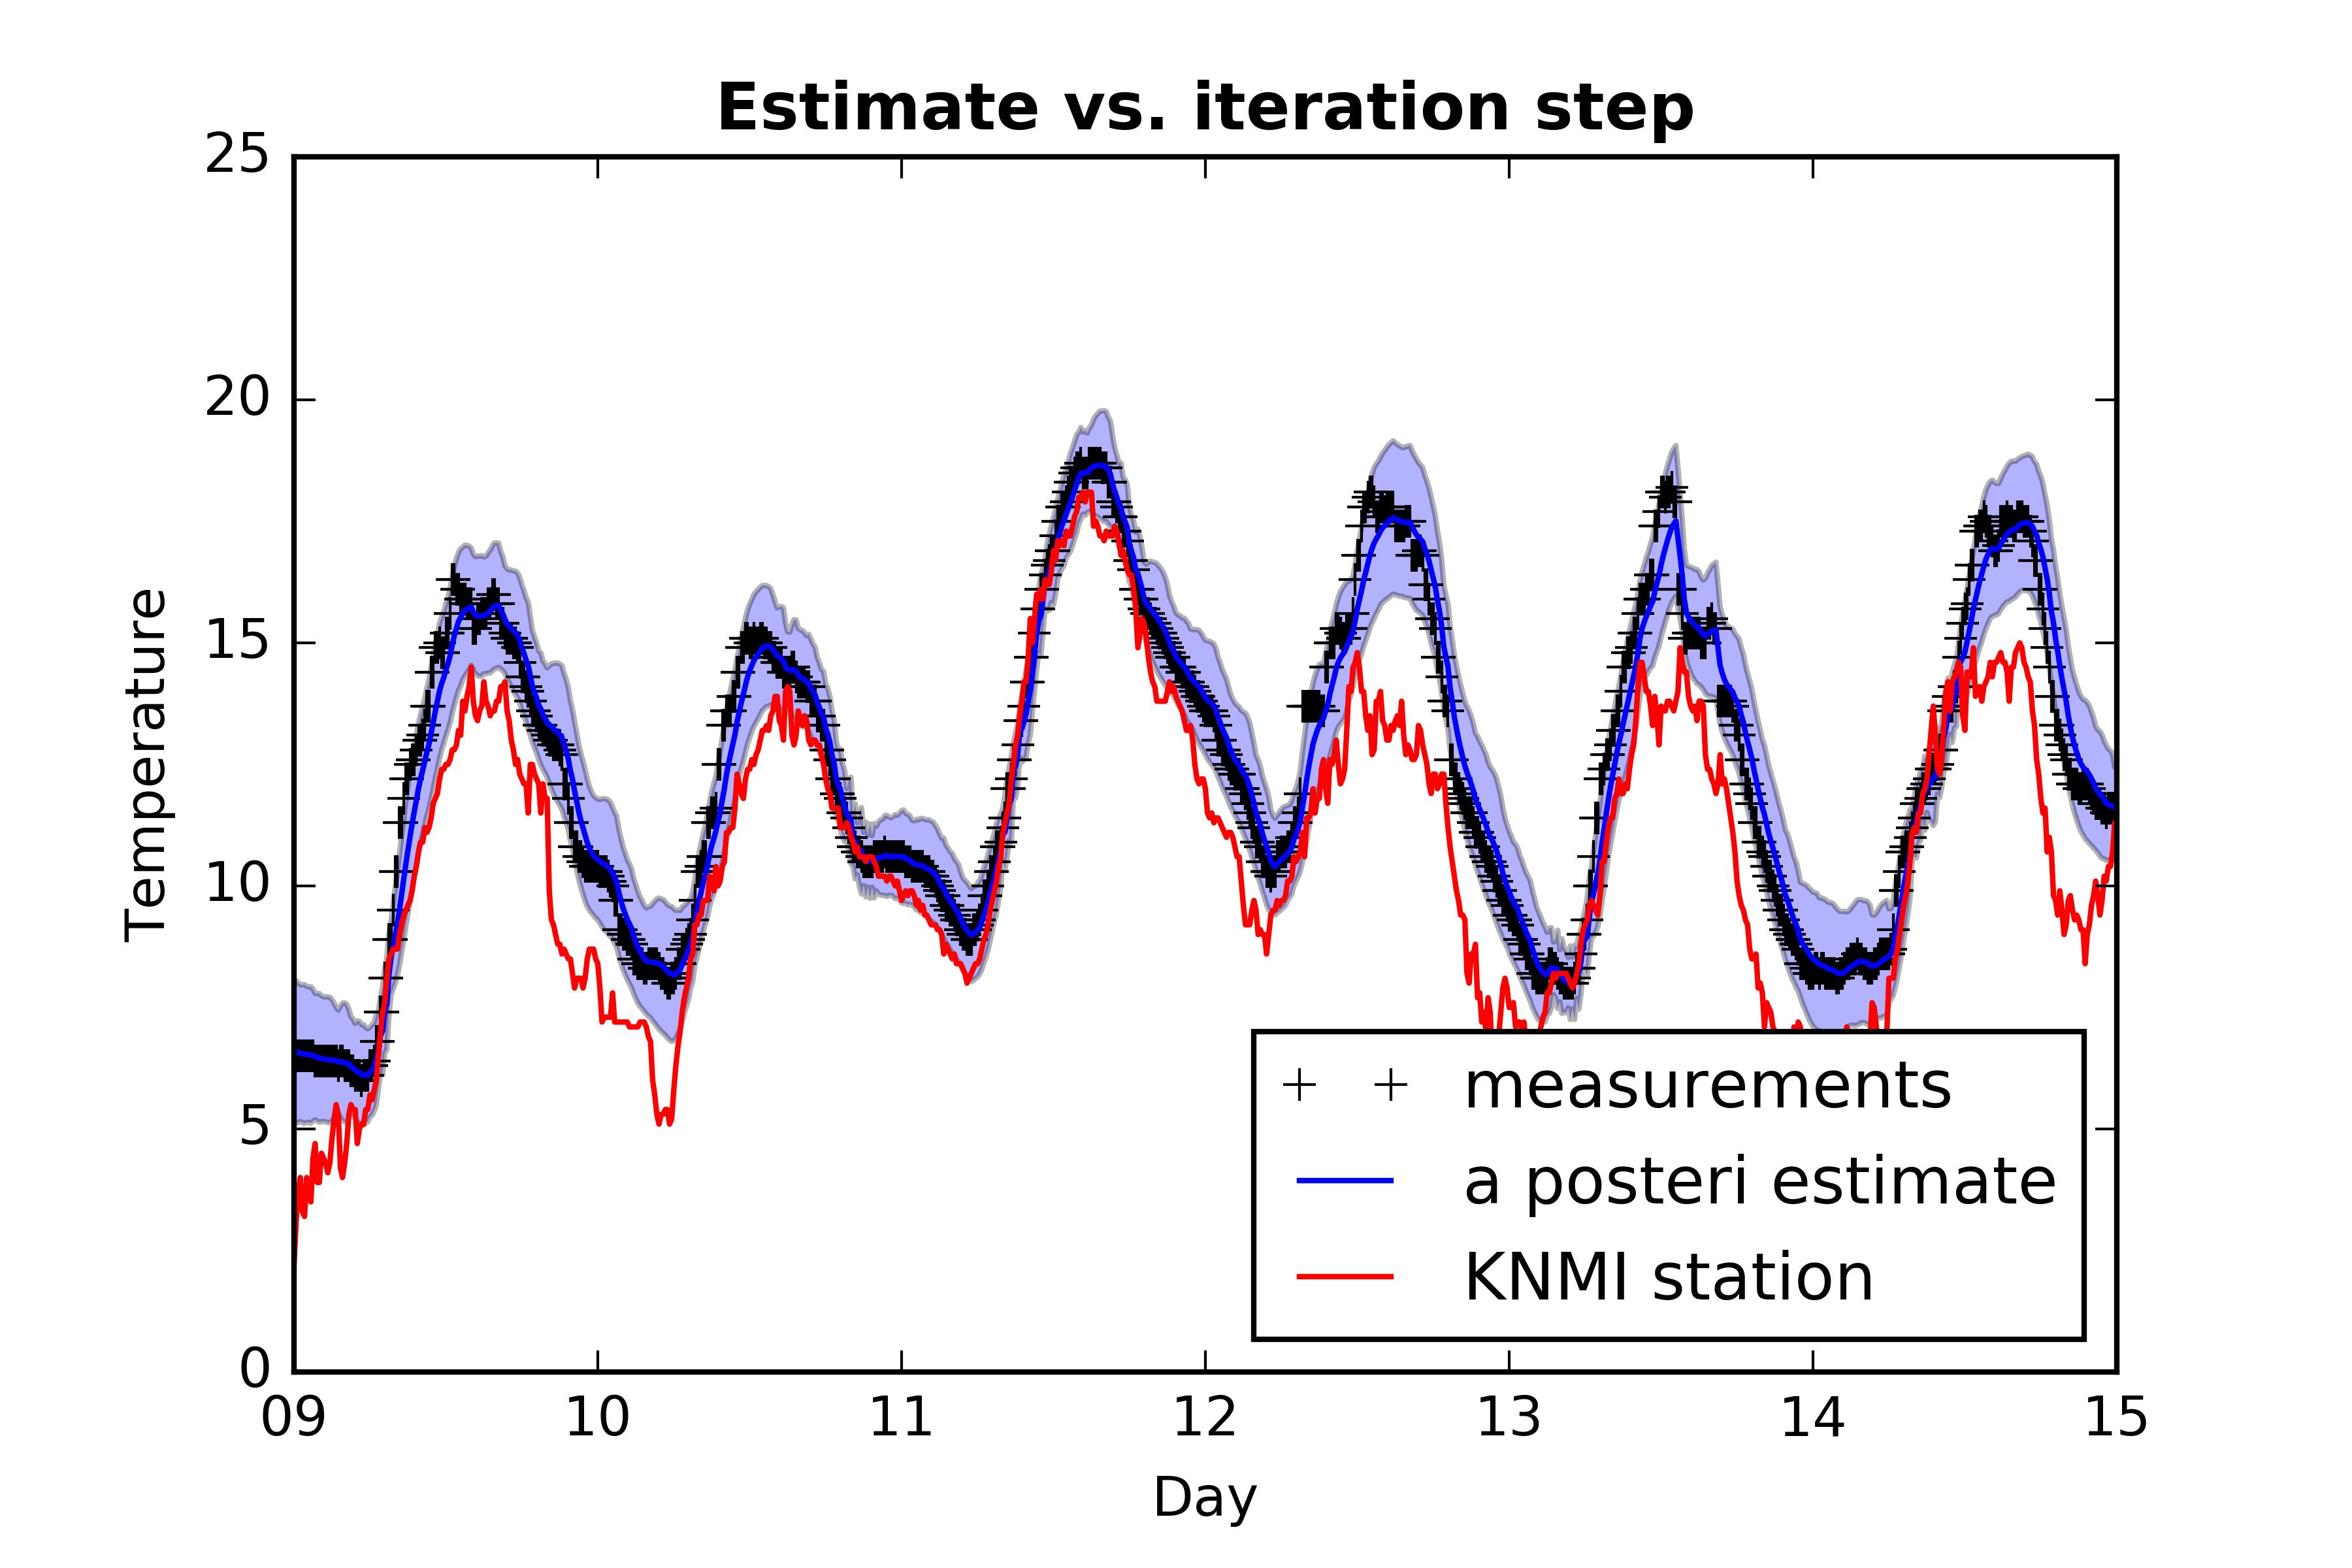 Estimate vs. iteration step
25
20
15
10
5
0
Temperature
measurements
a posteri estimate
KNMI station
09 10 11 12 13 14 15
Day